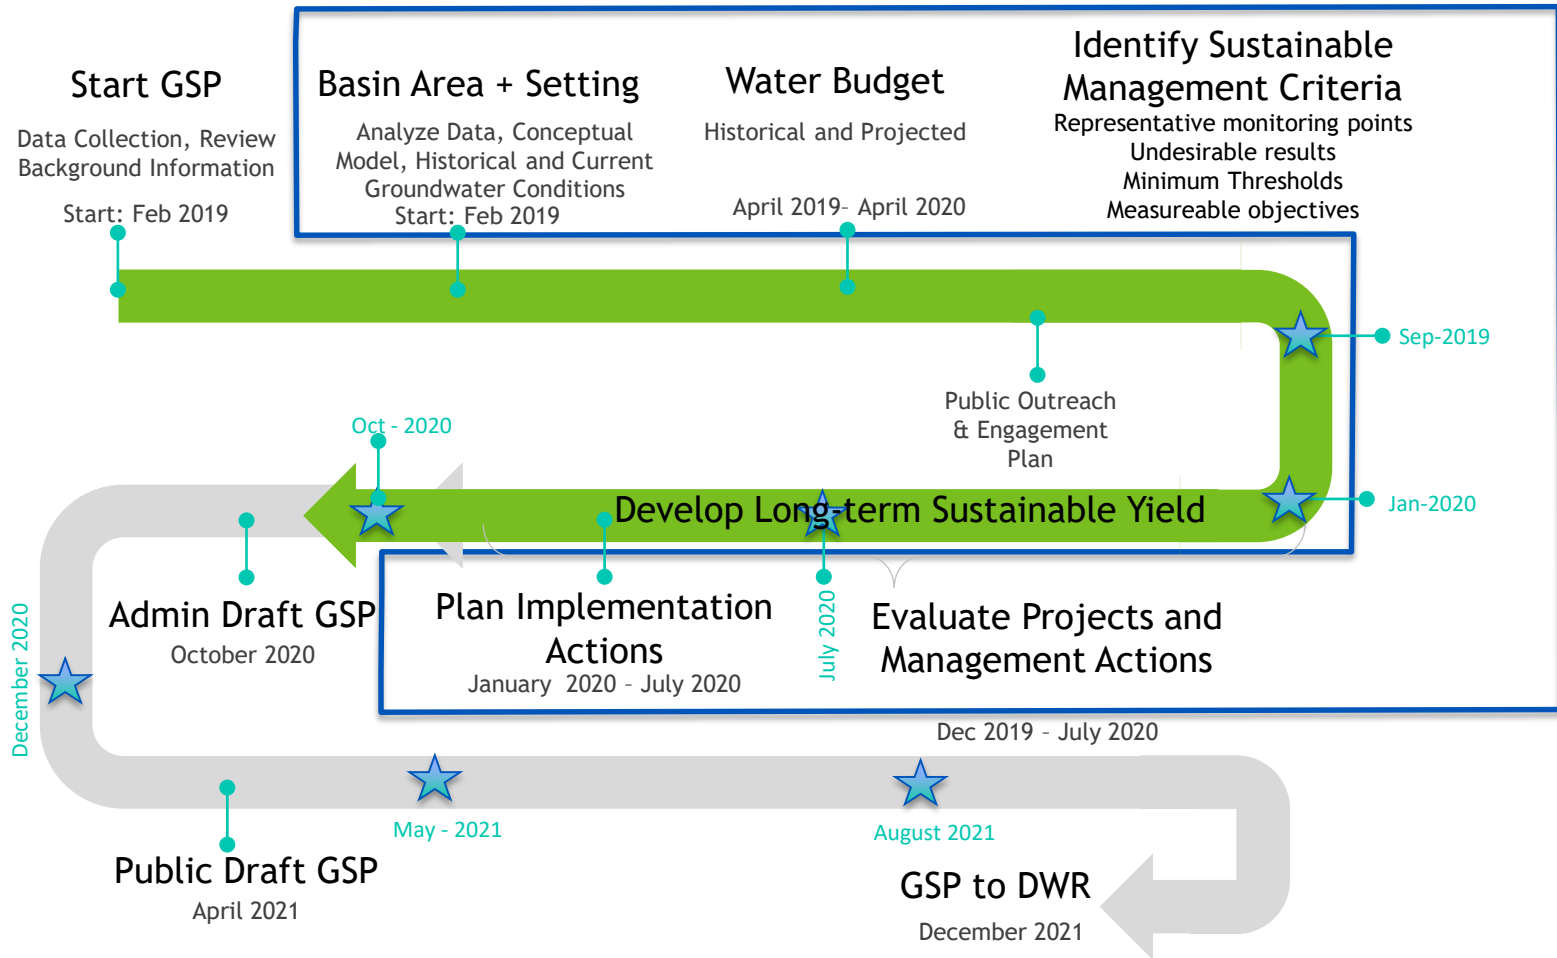 Start GSP
Data Collection, Review
Background Information
Start: Feb 2019
Basin Area + Setting
Analyze Data, Conceptual
Model, Historical and Current
Groundwater Conditions
Start: Feb 2019
Water Budget
Historical and Projected
April 2019– April 2020
Identify Sustainable
Management Criteria
Representative monitoring points
Undesirable results
Minimum Thresholds
Measureable objectives
Sep-2019
Public Outreach
& Engagement
Plan
Jan-2020
Develop Long-term Sustainable Yield
Oct - 2020
Evaluate Projects and
Management Actions
Dec 2019 – July 2020
July 2020
Plan Implementation
Actions
January 2020 – July 2020
Admin Draft GSP
October 2020
December 2020
Public Draft GSP
April 2021
May - 2021
August 2021
GSP to DWR
December 2021